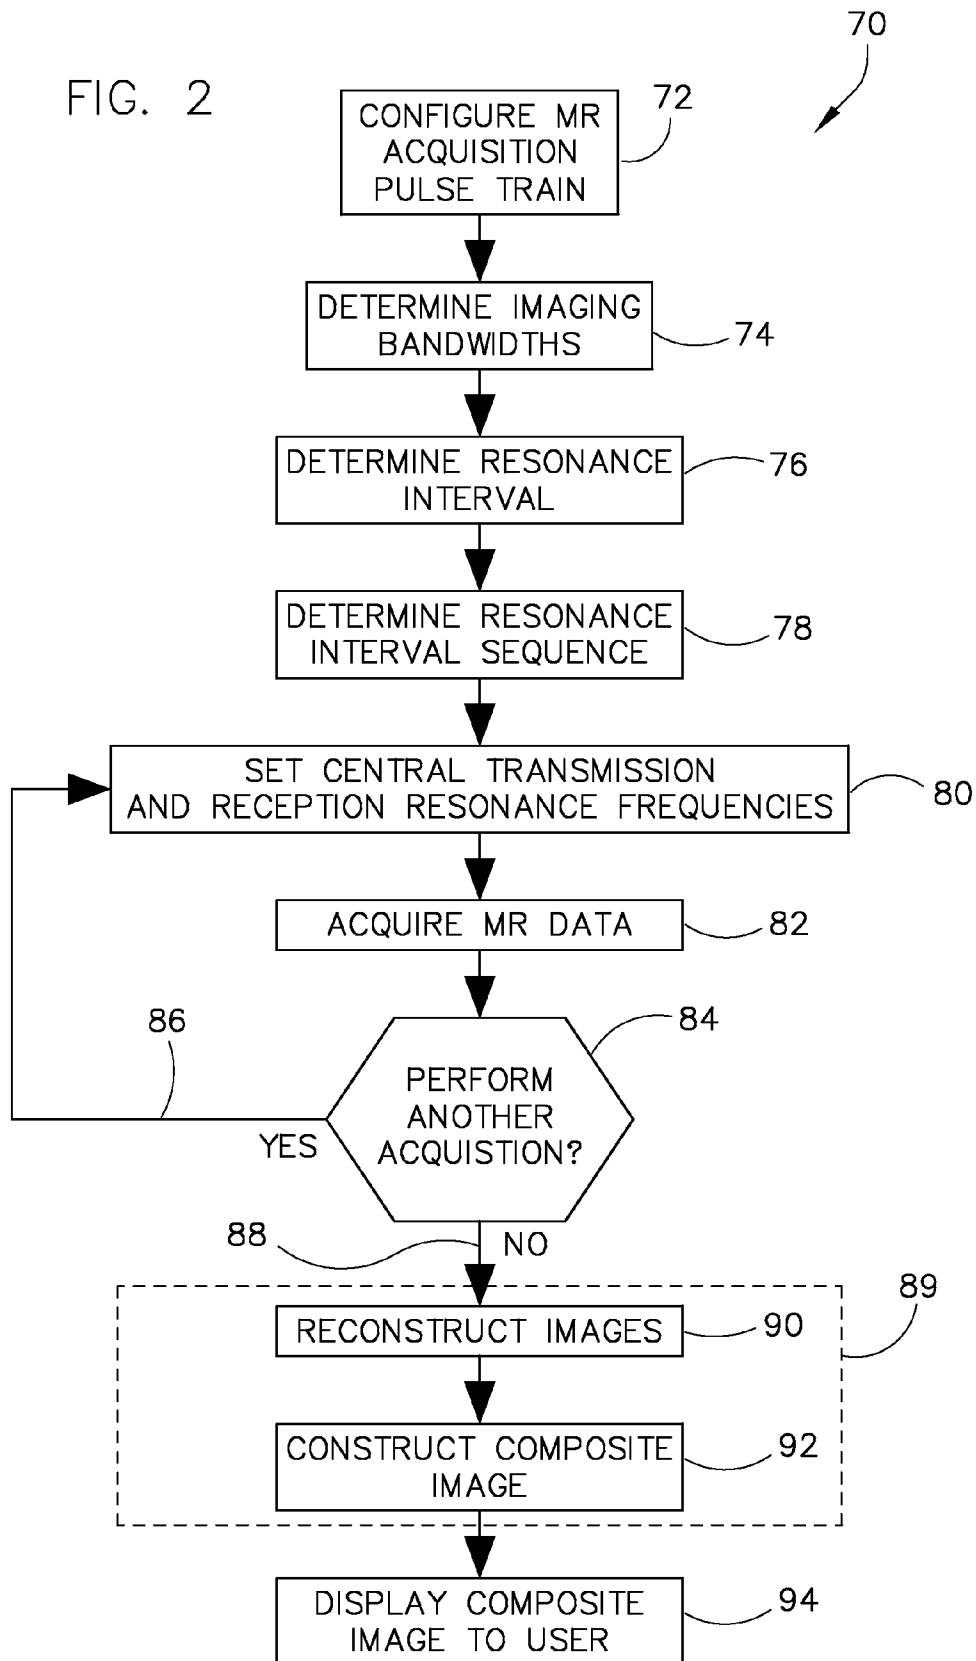 70
FIG. 2
72
CONFIGURE MR
ACQUISITION
PULSE TRAIN
DETERMINE IMAGING
BANDWIDTHS
74
DETERMINE RESONANCE
INTERVAL
76
DETERMINE RESONANCE
INTERVAL SEQUENCE
78
SET CENTRAL TRANSMISSION
AND RECEPTION RESONANCE FREQUENCIES
80
ACQUIRE MR DATA
82
86
84
PERFORM
ANOTHER
ACQUISTION?
YES
88
NO
89
RECONSTRUCT IMAGES
90
CONSTRUCT COMPOSITE
IMAGE
92
DISPLAY COMPOSITE
IMAGE TO USER
94